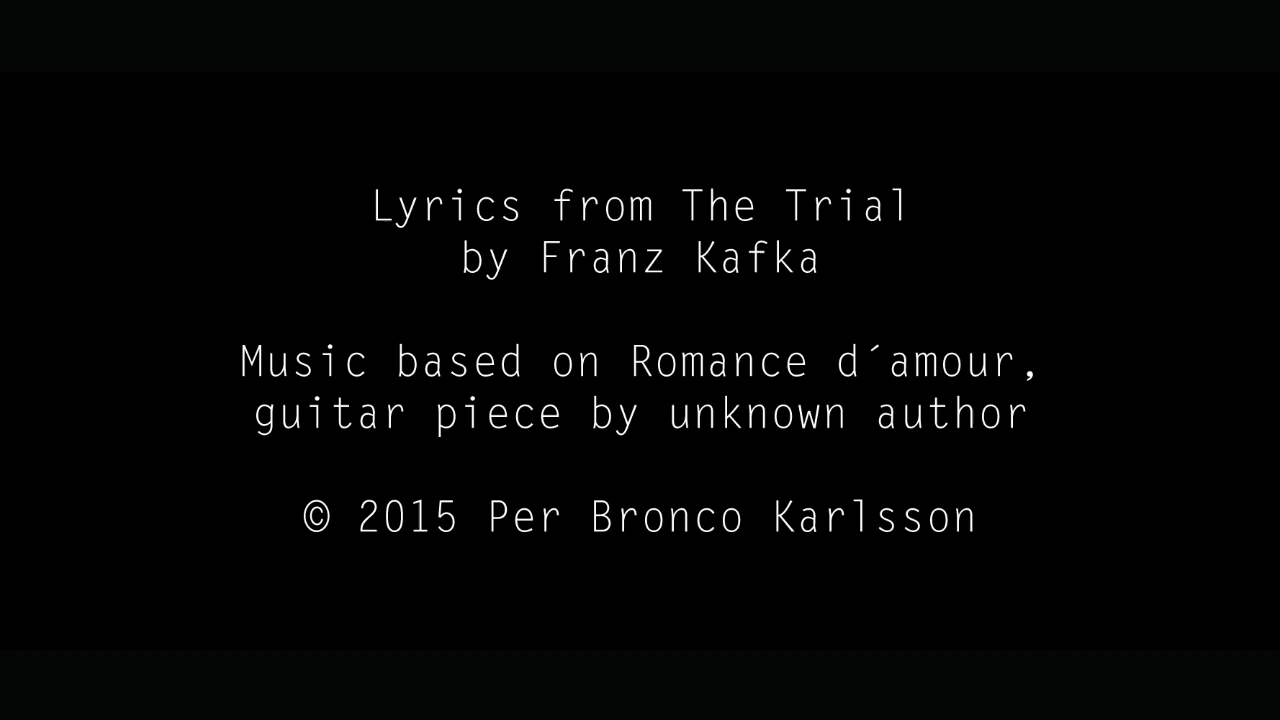 Lyrics from The Trial
by Franz Kafka
Music based on Romance d´amour,
guitar piece by unknown author
© 2015 Per Bronco Karlsson